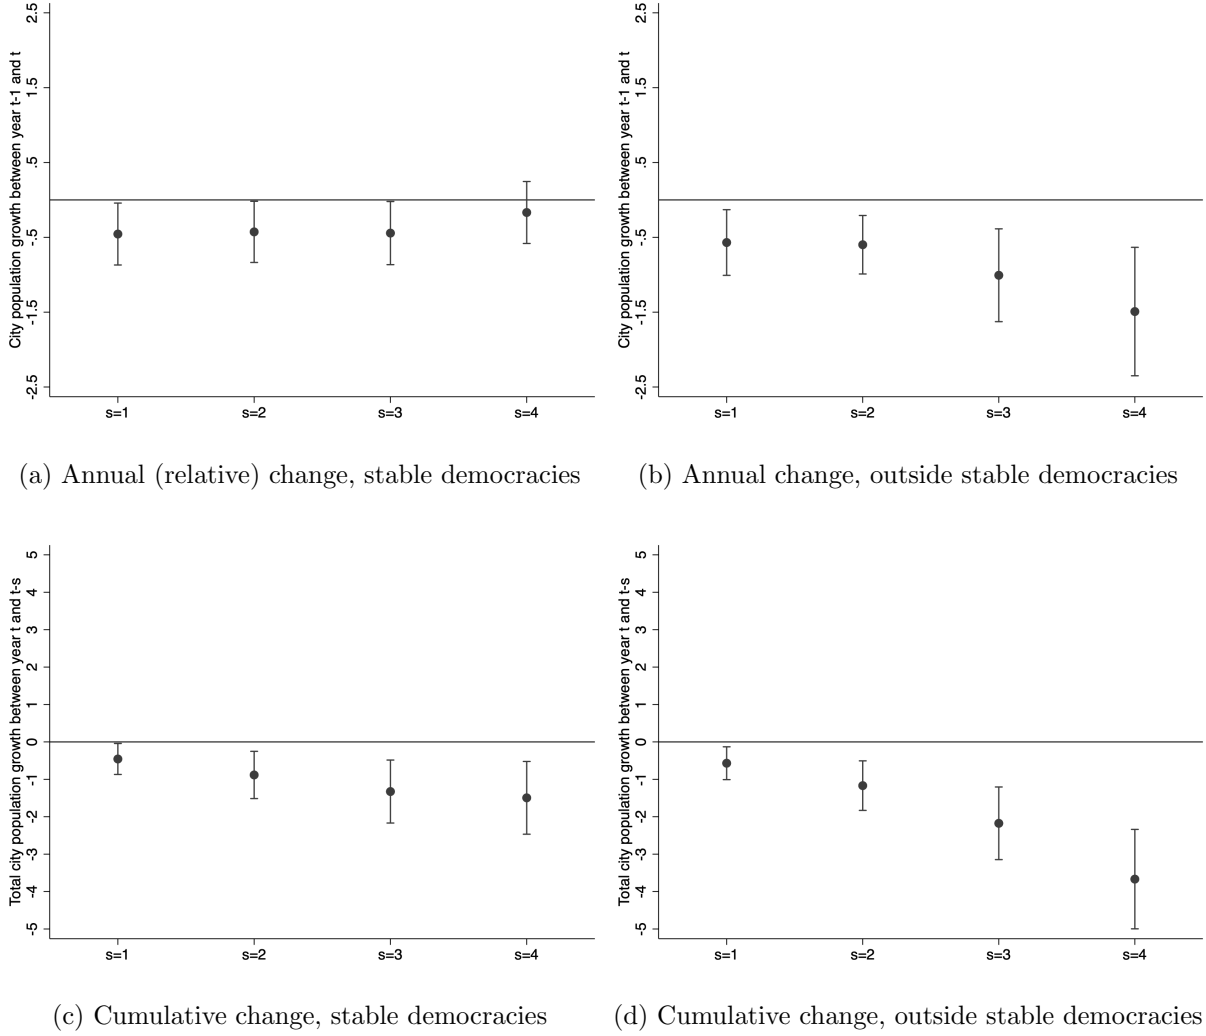 City population growth between year t-1 and t
2.5
1.5
.5
-.5
-1.5
-2.5
s=1 s=2 s=3 s=4
(a) Annual (relative) change, stable democracies
City population growth between year t-1 and t
2.5
1.5
.5
-.5
-1.5
-2.5
s=1 s=2 s=3 s=4
(b) Annual change, outside stable democracies
Total city population growth between year t and t-s
5
4
3
2
1
0
-1
-2
-3
-4
-5
s=1 s=2 s=3 s=4
(c) Cumulative change, stable democracies
Total city population growth between year t and t-s
5
4
3
2
1
0
-1
-2
-3
-4
-5
s=1 s=2 s=3 s=4
(d) Cumulative change, outside stable democracies